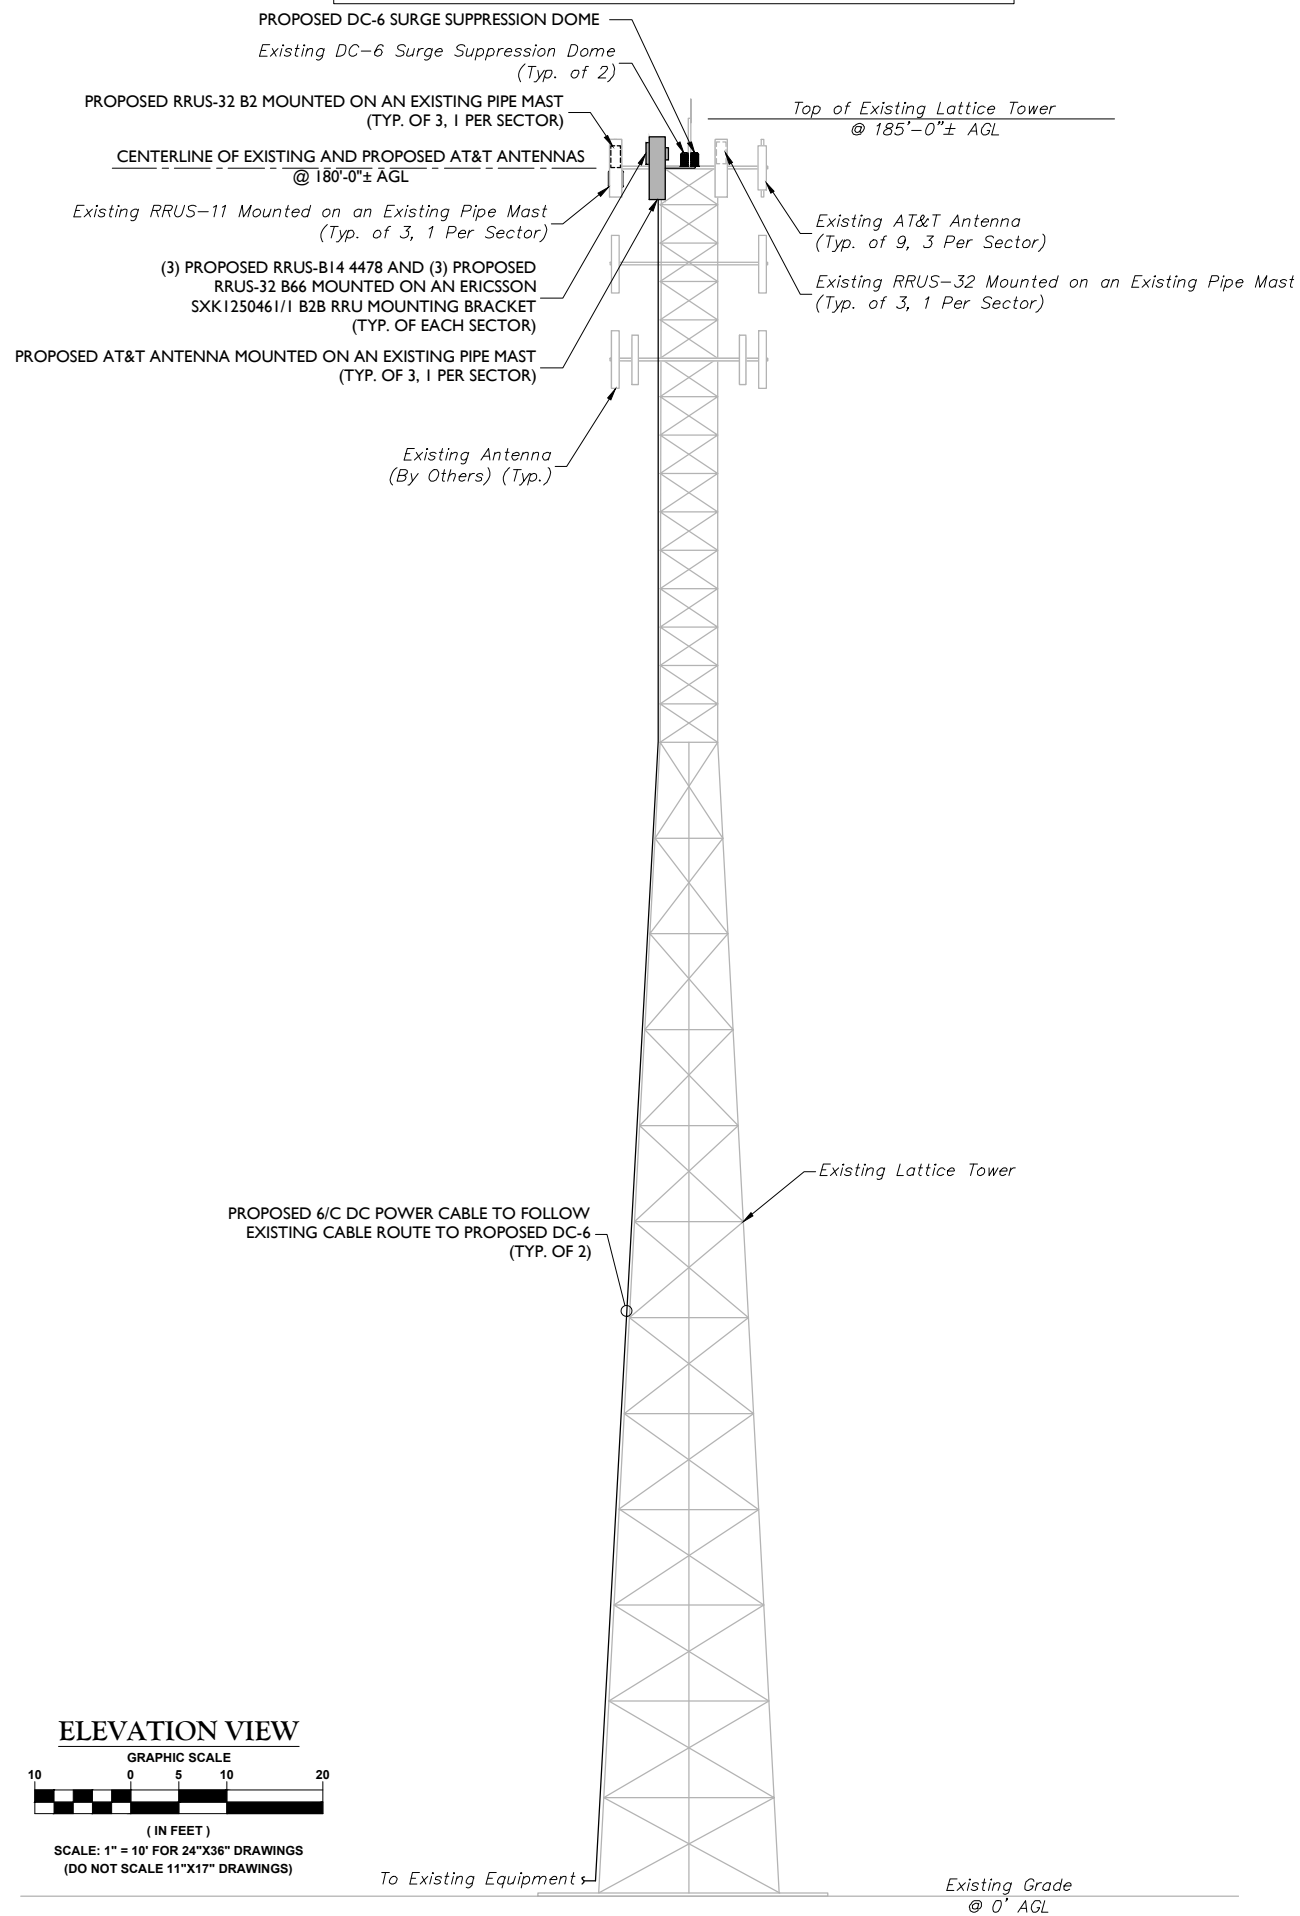 PROPOSED DC-6 SURGE SUPPRESSION DOME
Existing DC-6 Surge Suppression Dome
(Typ. of 2)
PROPOSED RRUS-32 B2 MOUNTED ON AN EXISTING PIPE MAST
(TYP. OF 3, 1 PER SECTOR)
Top of Existing Lattice Tower
@ 185'-0"± AGL
CENTERLINE OF EXISTING AND PROPOSED AT&T ANTENNAS
@ 180'-0"± AGL
Existing RRUS-11 Mounted on an Existing Pipe Mast
(Typ. of 3, 1 Per Sector)
Existing AT&T Antenna
(Typ. of 9, 3 Per Sector)
(3) PROPOSED RRUS-B14 4478 AND (3) PROPOSED
RRUS-32 B66 MOUNTED ON AN ERICSSON
SXK1250461/1 B2B RRU MOUNTING BRACKET
(TYP. OF EACH SECTOR)
Existing RRUS-32 Mounted on an Existing Pipe Mast
(Typ. of 3, 1 Per Sector)
PROPOSED AT&T ANTENNA MOUNTED ON AN EXISTING PIPE MAST
(TYP. OF 3, 1 PER SECTOR)
Existing Antenna
(By Others) (Typ.)
Existing Lattice Tower
PROPOSED 6/C DC POWER CABLE TO FOLLOW
EXISTING CABLE ROUTE TO PROPOSED DC-6
(TYP. OF 2)
ELEVATION VIEW
GRAPHIC SCALE
10 0 5 10 20
( IN FEET )
SCALE: 1" = 10' FOR 24"X36" DRAWINGS
(DO NOT SCALE 11"X17" DRAWINGS)
To Existing Equipment
Existing Grade
@ 0' AGL